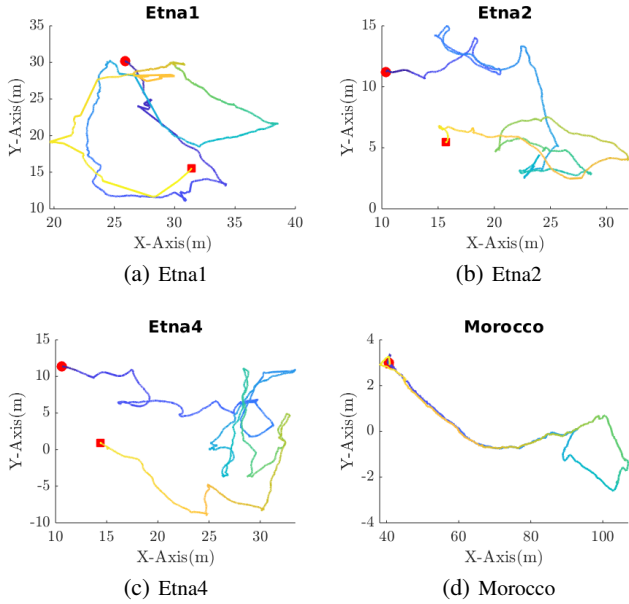 Etna1
35
30
25
20
15
10
20
25
30
35
40
Y-Axis(m)
X-Axis(m)
(a) Etna1
Etna2
15
10
5
0
10
15
20
25
30
Y-Axis(m)
X-Axis(m)
(b) Etna2
Etna4
15
10
5
0
-5
-10
10
15
20
25
30
Y-Axis(m)
X-Axis(m)
(c) Etna4
Morocco
4
2
0
-2
-4
40
60
80
100
Y-Axis(m)
X-Axis(m)
(d) Morocco